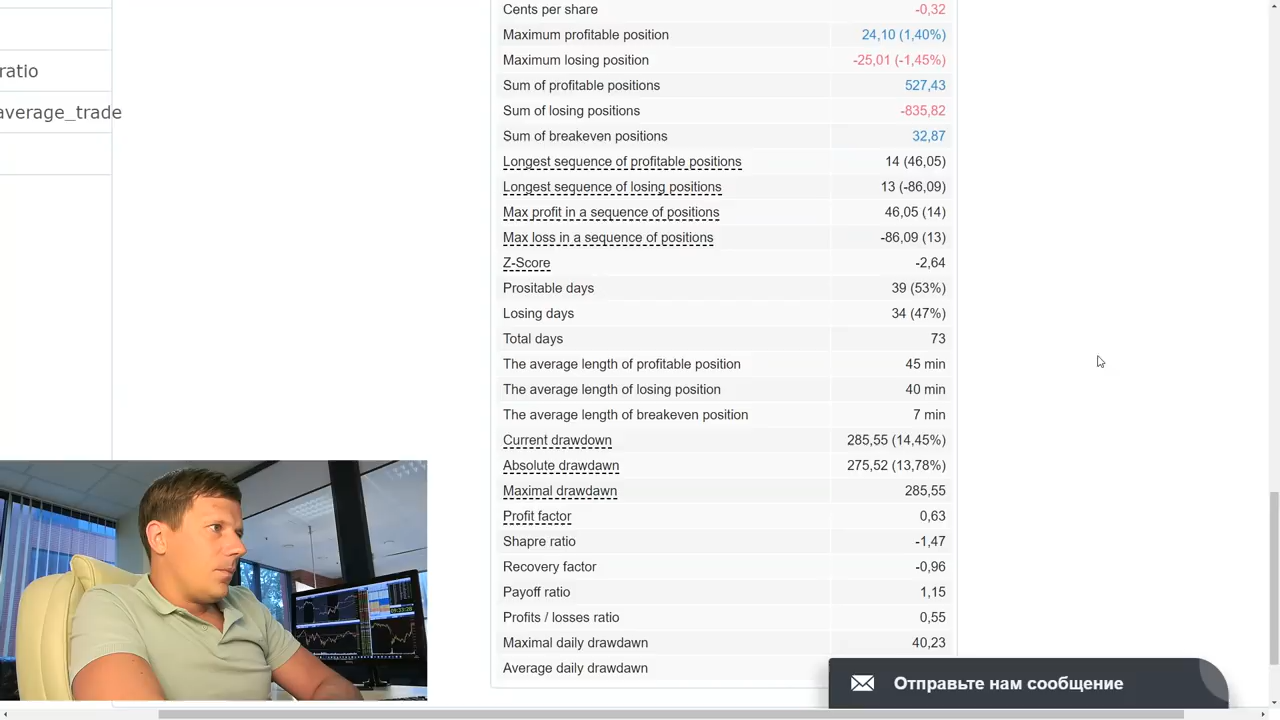 Cents per share -0,32
Maximum profitable position 24,10 (1,40%)
ratio
Maximum losing position -25,01 (-1,45%)
Sum of profitable positions 527,43
average_trade
Sum of losing positions -835,82
Sum of breakeven positions 32,87
Longest sequence of profitable positions 14 (46,05)
Longest sequence of losing positions 13 (-86,09)
Max profit in a sequence of positions 46,05 (14)
Max loss in a sequence of positions -86,09 (13)
Z-Score -2,64
Prositable days 39 (53%)
Losing days 34 (47%)
Total days 73
The average length of profitable position 45 min
The average length of losing position 40 min
The average length of breakeven position 7 min
Current drawdown 285,55 (14,45%)
Absolute drawdawn 275,52 (13,78%)
Maximal drawdawn 285,55
Profit factor 0,63
Shapre ratio -1,47
Recovery factor -0,96
Payoff ratio 1,15
Profits / losses ratio 0,55
Maximal daily drawdawn 40,23
Average daily drawdawn
Отправьте нам сообщение